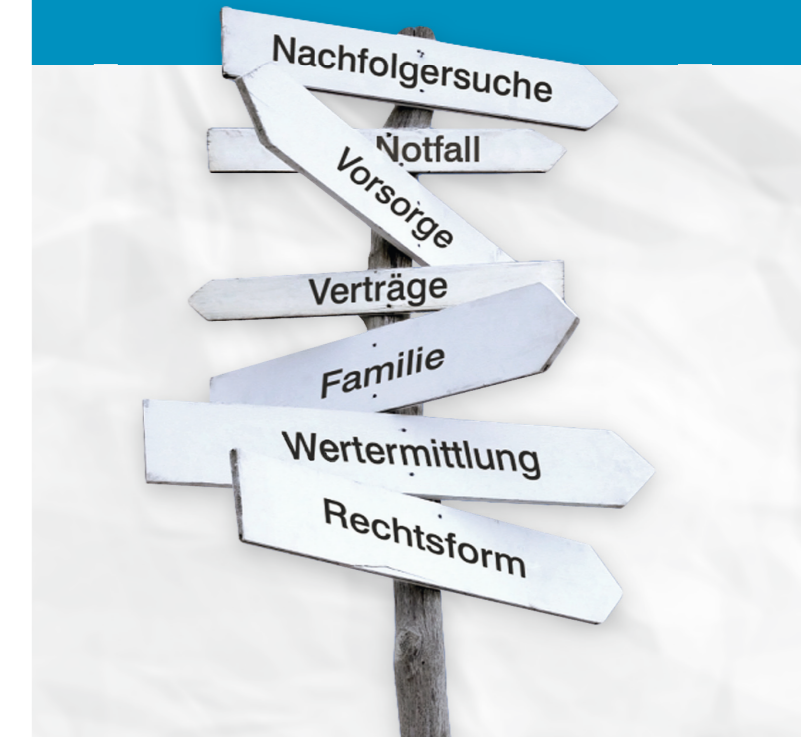 Nachfolgersuche
Notfall
Vorsorge
Verträge
Familie
Wertermittlung
Rechtsform